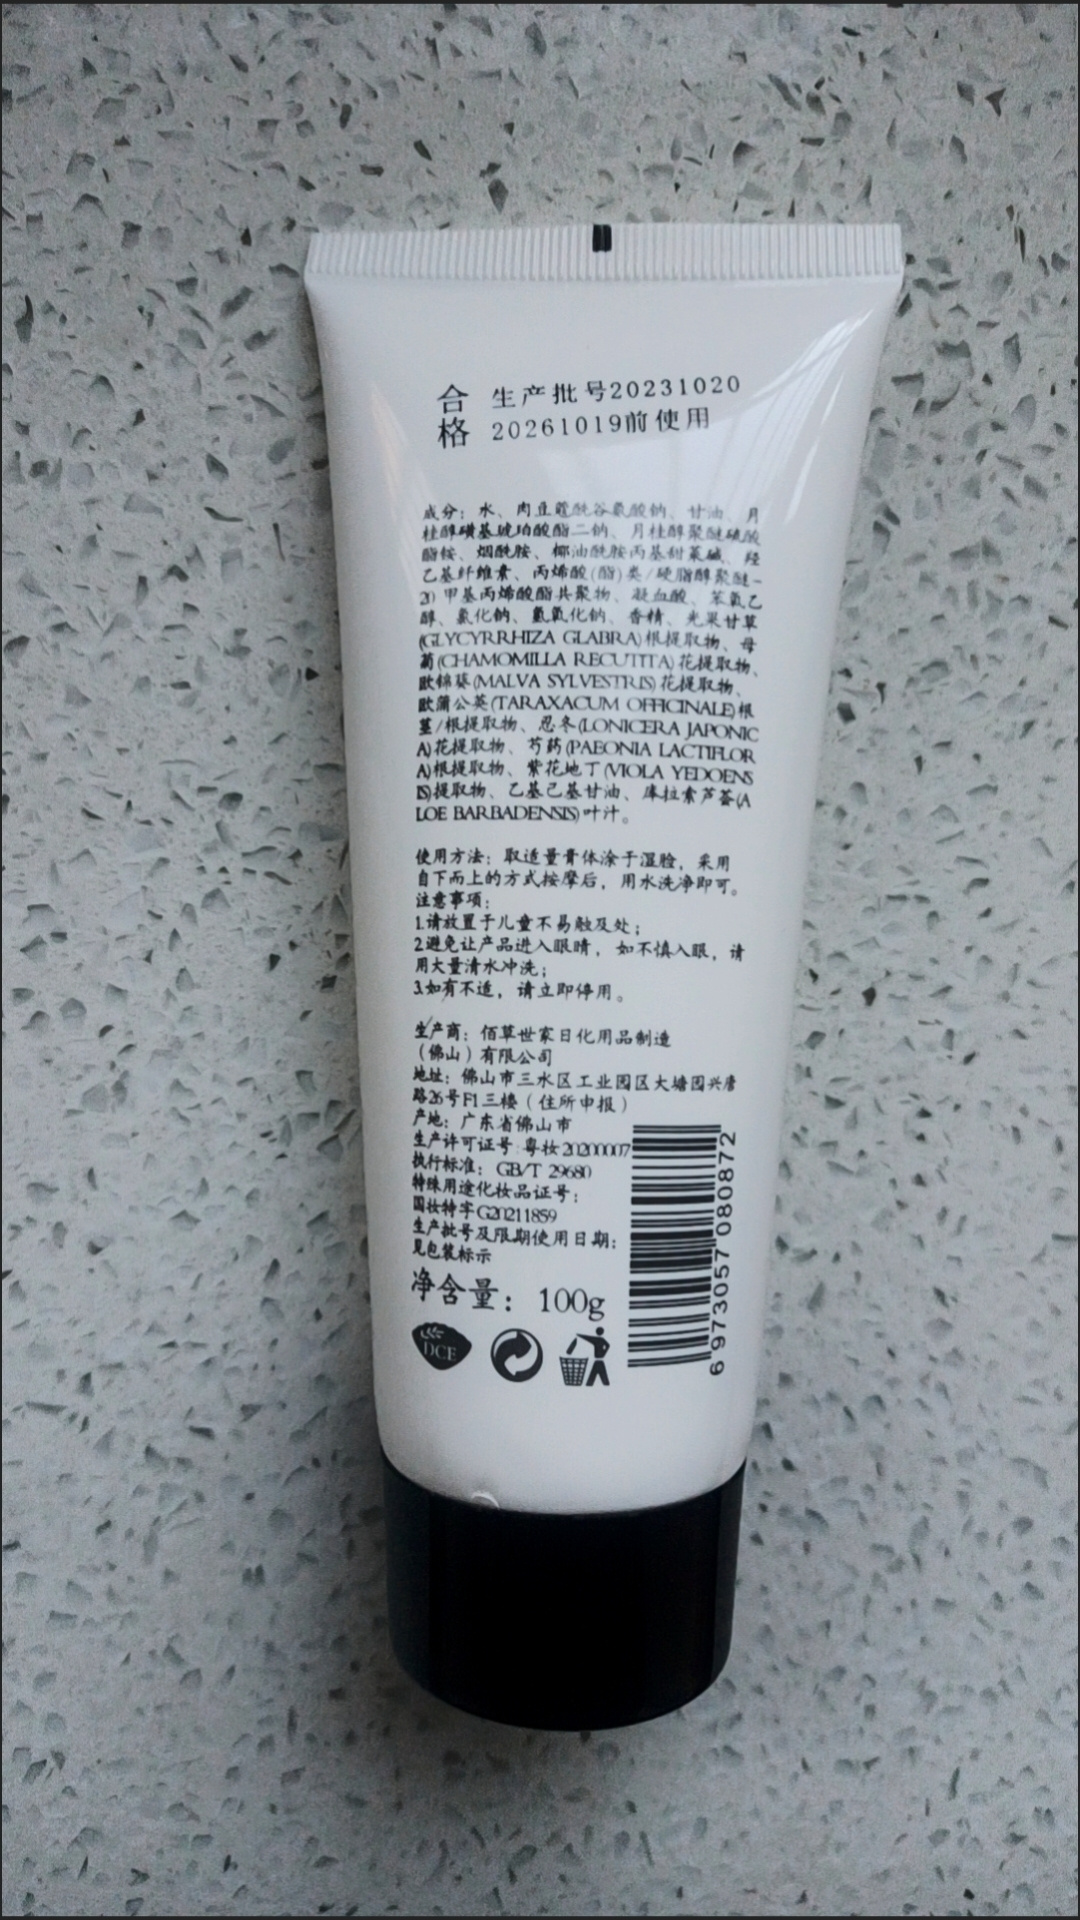 合格
生产批号20231020
20261019前使用
成分：水、肉豆蔻酰谷氨酸钠、甘油、月
桂醇磺基琥珀酸酯二钠、月桂醇聚醚硫酸
酯铵、烟酰胺、椰油酰胺丙基甜菜碱、羟
乙基纤维素、丙烯酸(酯)类/硬脂醇聚醚-
20 甲基丙烯酸酯共聚物、凝血酸、苯氧乙
醇、氯化钠、氢氧化钠、香精、光果甘草
(GLYCYRRHIZA GLABRA)根提取物、母
菊(CHAMOMILLA RECUTITA)花提取物、
欧锦葵(MALVA SYLVESTRIS)花提取物、
欧蒲公英(TARAXACUM OFFICINALE)根
茎/根提取物、忍冬(LONICERA JAPONIC
A)花提取物、芍药(PAEONIA LACTIFLOR
A)根提取物、紫花地丁(VIOLA YEDOENS
IS)提取物、乙基己基甘油、库拉索芦荟(A
LOE BARBADENSIS)叶汁。
使用方法：取适量膏体涂于湿脸，采用
自下而上的方式按摩后，用水洗净即可。
注意事项：
1.请放置于儿童不易触及处；
2.避免让产品进入眼睛，如不慎入眼，请
用大量清水冲洗；
3.如有不适，请立即停用。
生产商：佰草世家日化用品制造
（佛山）有限公司
地址：佛山市三水区工业园区大塘园兴唐
路26号F1三楼（住所申报）
产地：广东省佛山市
生产许可证号：粤妆20200007
执行标准：GB/T 29680
特殊用途化妆品证号：
国妆特字G20211859
生产批号及限期使用日期：
见包装标示
净含量：100g
DCE
6 973057 080872